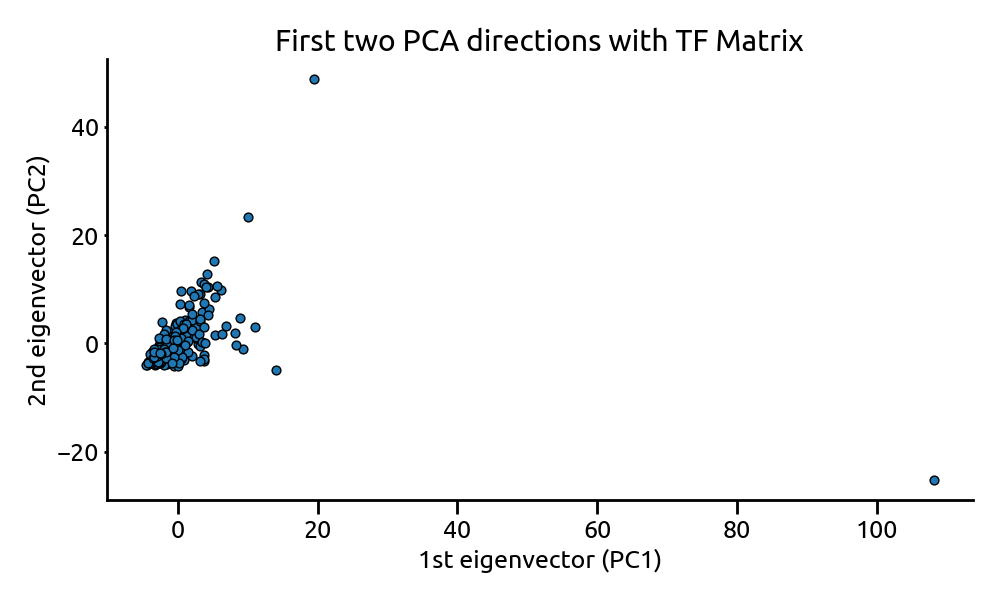 First two PCA directions with TF Matrix
2nd eigenvector (PC2)
40
20
0
−20
0 20 40 60 80 100
1st eigenvector (PC1)